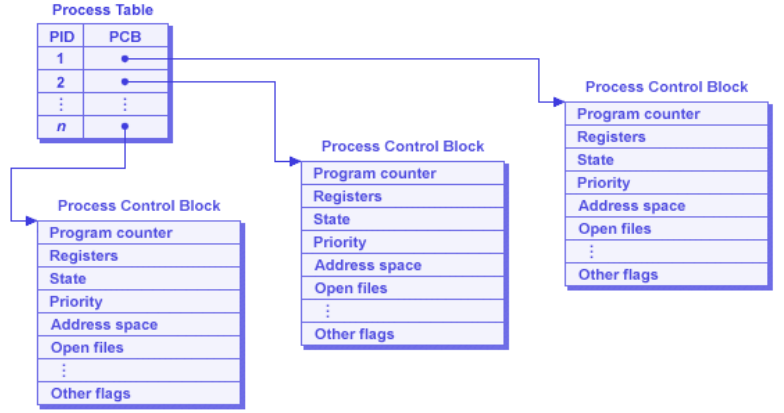 Process Table
PID PCB
1
2
⋮ ⋮
n
Process Control Block
Program counter
Registers
State
Priority
Address space
Open files
⋮
Other flags
Process Control Block
Program counter
Registers
State
Priority
Address space
Open files
⋮
Other flags
Process Control Block
Program counter
Registers
State
Priority
Address space
Open files
⋮
Other flags